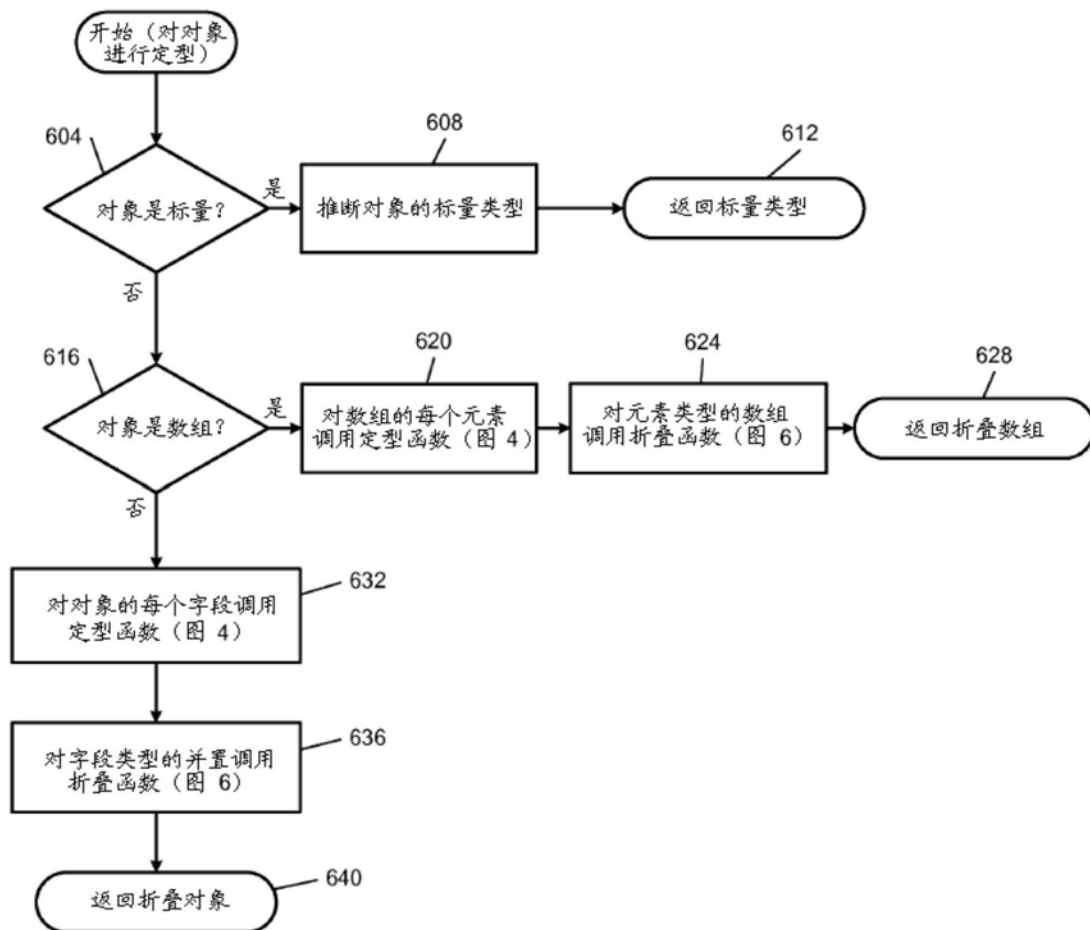 开始（对对象
进行定型）
604
对象是标量？
是
608
推断对象的标量类型
612
返回标量类型
否
616
对象是数组？
是
620
对数组的每个元素
调用定型函数（图 4）
624
对元素类型的数组
调用折叠函数（图 6）
628
返回折叠数组
否
632
对对象的每个字段调用
定型函数（图 4）
636
对字段类型的并置调用
折叠函数（图 6）
返回折叠对象
640